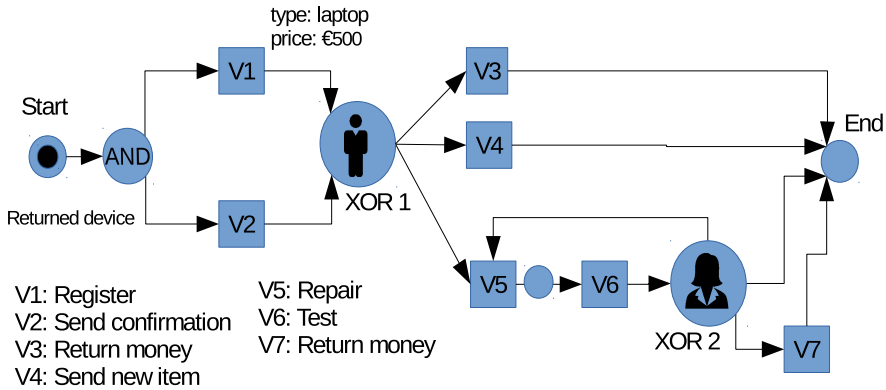 type: laptop
price: €500
V1
V3
Start
End
AND
V4
XOR 1
Returned device
V2
V5
V6
V1: Register
V2: Send confirmation
V3: Return money
V4: Send new item
V5: Repair
V6: Test
V7: Return money
XOR 2
V7